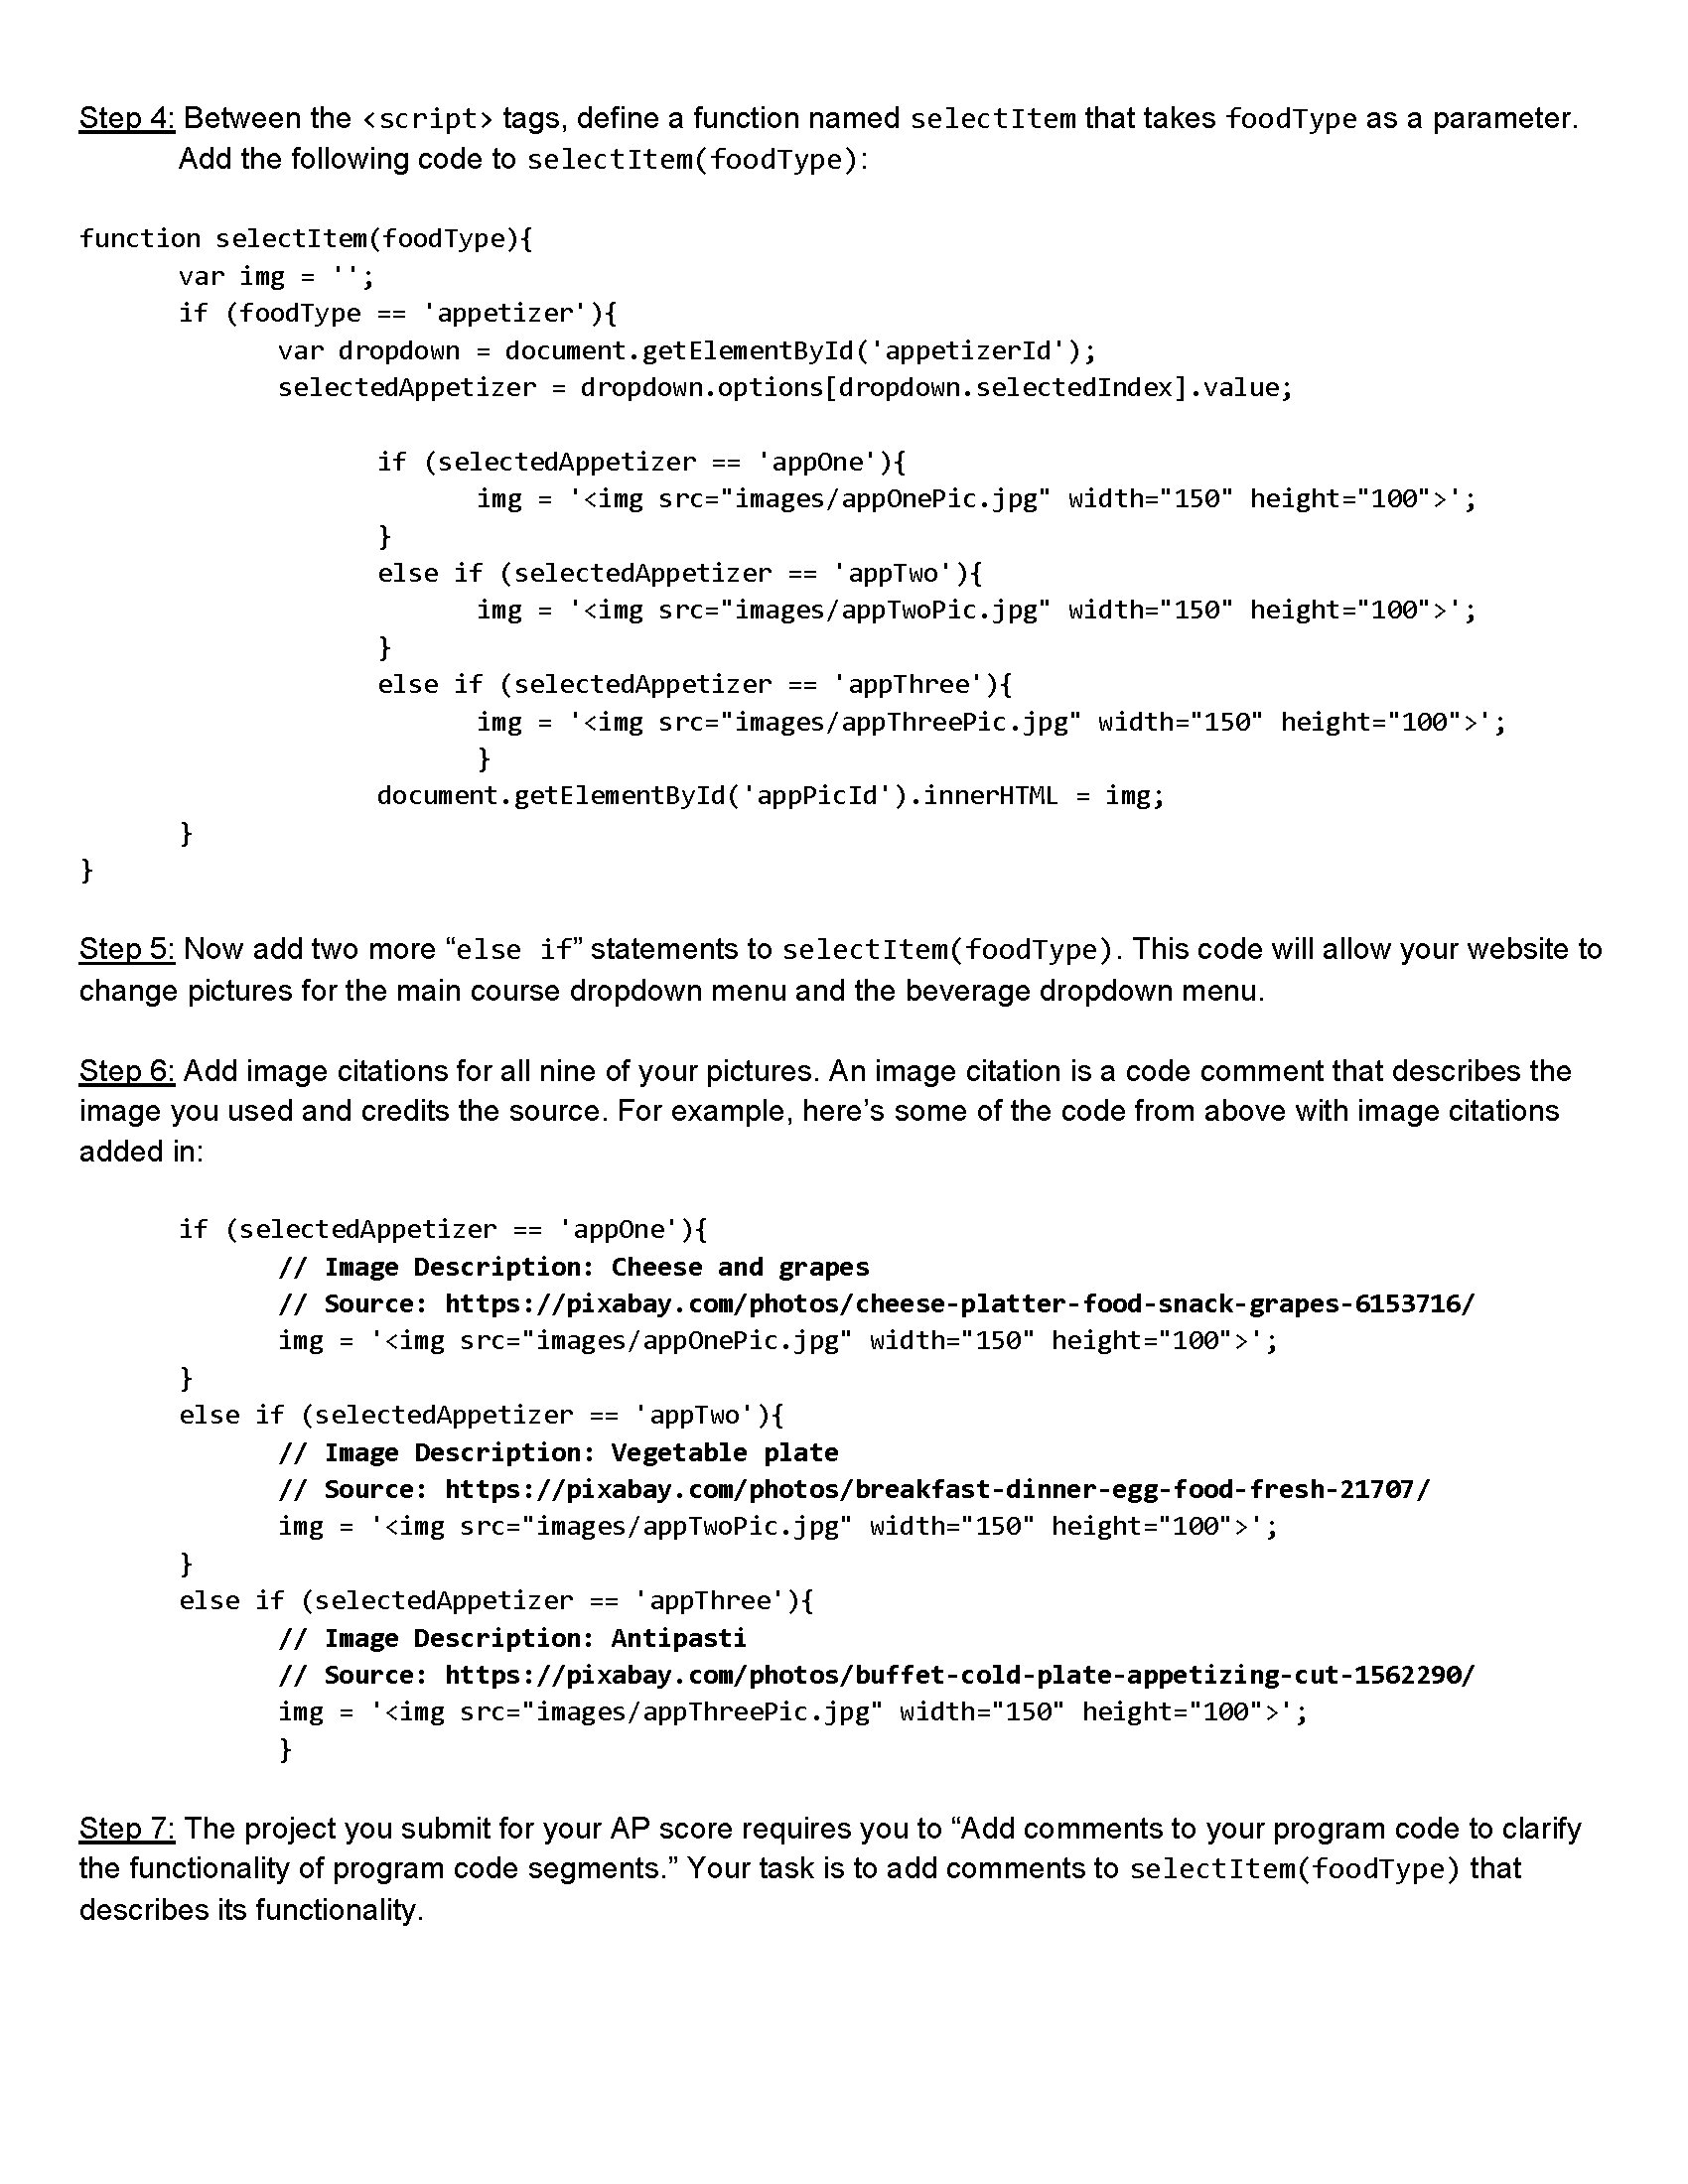 Step 4: Between the <script> tags, define a function named selectItem that takes foodType as a parameter.
Add the following code to selectItem(foodType):
function selectItem(foodType){
var img = '';
if (foodType == 'appetizer'){
var dropdown = document.getElementById('appetizerId');
selectedAppetizer = dropdown.options[dropdown.selectedIndex].value;
if (selectedAppetizer == 'appOne'){
img = '<img src="images/appOnePic.jpg" width="150" height="100">';
}
else if (selectedAppetizer == 'appTwo'){
img = '<img src="images/appTwoPic.jpg" width="150" height="100">';
}
else if (selectedAppetizer == 'appThree'){
img = '<img src="images/appThreePic.jpg" width="150" height="100">';
}
document.getElementById('appPicId').innerHTML = img;
}
}
Step 5: Now add two more “else if” statements to selectItem(foodType). This code will allow your website to
change pictures for the main course dropdown menu and the beverage dropdown menu.
Step 6: Add image citations for all nine of your pictures. An image citation is a code comment that describes the
image you used and credits the source. For example, here’s some of the code from above with image citations
added in:
if (selectedAppetizer == 'appOne'){
// Image Description: Cheese and grapes
// Source: https://pixabay.com/photos/cheese-platter-food-snack-grapes-6153716/
img = '<img src="images/appOnePic.jpg" width="150" height="100">';
}
else if (selectedAppetizer == 'appTwo'){
// Image Description: Vegetable plate
// Source: https://pixabay.com/photos/breakfast-dinner-egg-food-fresh-21707/
img = '<img src="images/appTwoPic.jpg" width="150" height="100">';
}
else if (selectedAppetizer == 'appThree'){
// Image Description: Antipasti
// Source: https://pixabay.com/photos/buffet-cold-plate-appetizing-cut-1562290/
img = '<img src="images/appThreePic.jpg" width="150" height="100">';
}
Step 7: The project you submit for your AP score requires you to “Add comments to your program code to clarify
the functionality of program code segments.” Your task is to add comments to selectItem(foodType) that
describes its functionality.